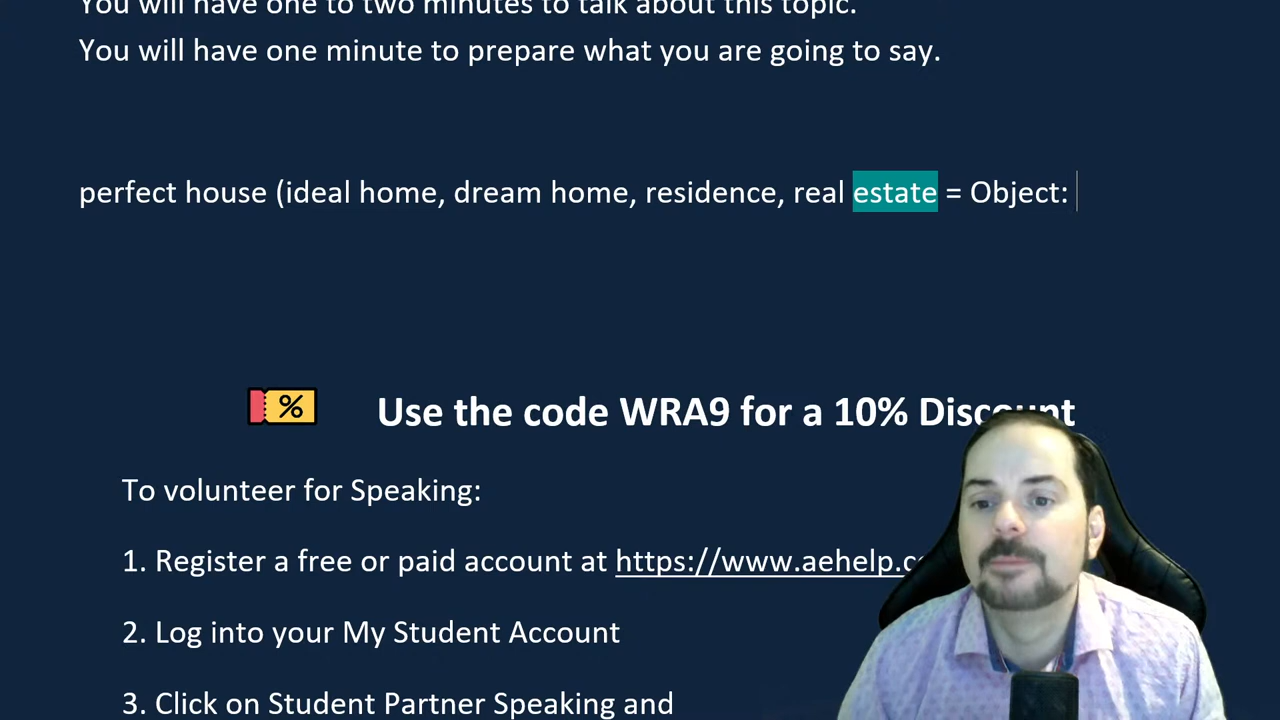 You will have one to two minutes to talk about this topic.
You will have one minute to prepare what you are going to say.
perfect house (ideal home, dream home, residence, real estate = Object:
% Use the code WRA9 for a 10% Discount
To volunteer for Speaking:
1. Register a free or paid account at https://www.aehelp.c
2. Log into your My Student Account
3. Click on Student Partner Speaking and